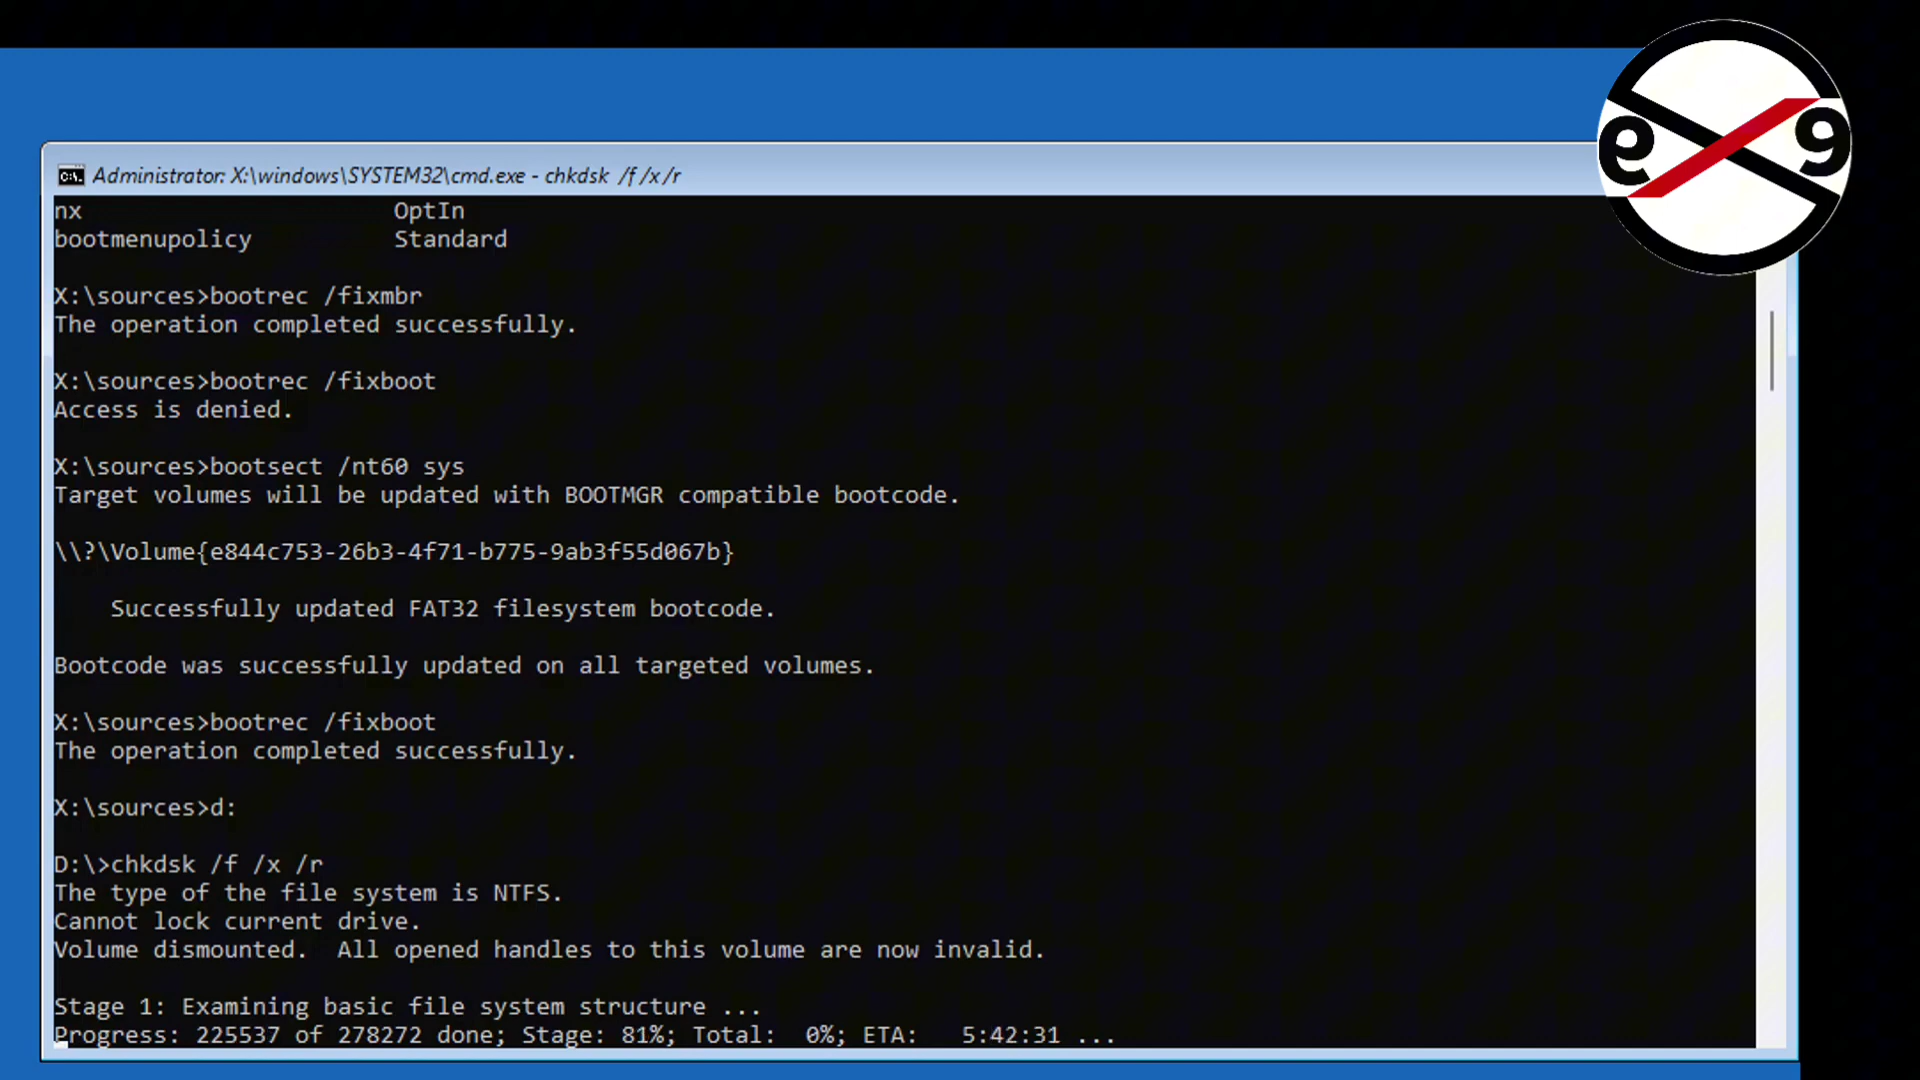 e 9
Administrator: X:\windows\SYSTEM32\cmd.exe - chkdsk /f /x /r
nx OptIn
bootmenupolicy Standard
X:\sources>bootrec /fixmbr
The operation completed successfully.
X:\sources>bootrec /fixboot
Access is denied.
X:\sources>bootsect /nt60 sys
Target volumes will be updated with BOOTMGR compatible bootcode.
\\?\Volume{e844c753-26b3-4f71-b775-9ab3f55d067b}
Successfully updated FAT32 filesystem bootcode.
Bootcode was successfully updated on all targeted volumes.
X:\sources>bootrec /fixboot
The operation completed successfully.
X:\sources>d:
D:\>chkdsk /f /x /r
The type of the file system is NTFS.
Cannot lock current drive.
Volume dismounted.  All opened handles to this volume are now invalid.
Stage 1: Examining basic file system structure ...
Progress: 225537 of 278272 done; Stage: 81%; Total:  0%; ETA:   5:42:31 ...